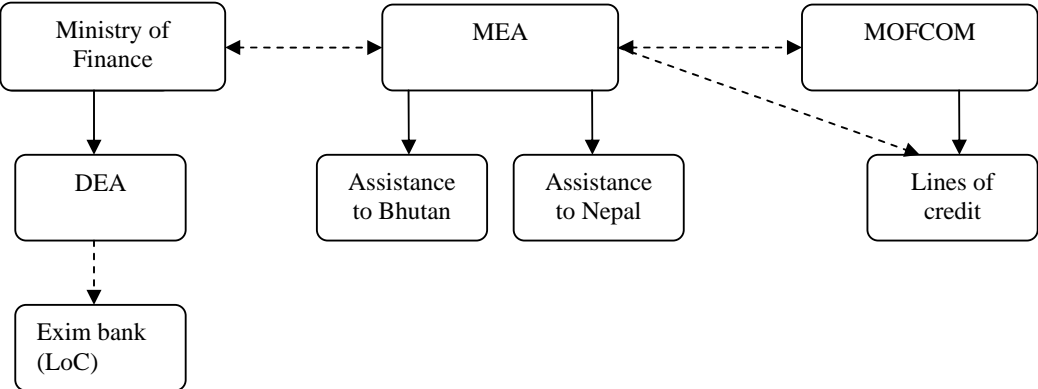 Ministry of
Finance
MEA
MOFCOM
DEA
Assistance
to Bhutan
Assistance
to Nepal
Lines of
credit
Exim bank
(LoC)